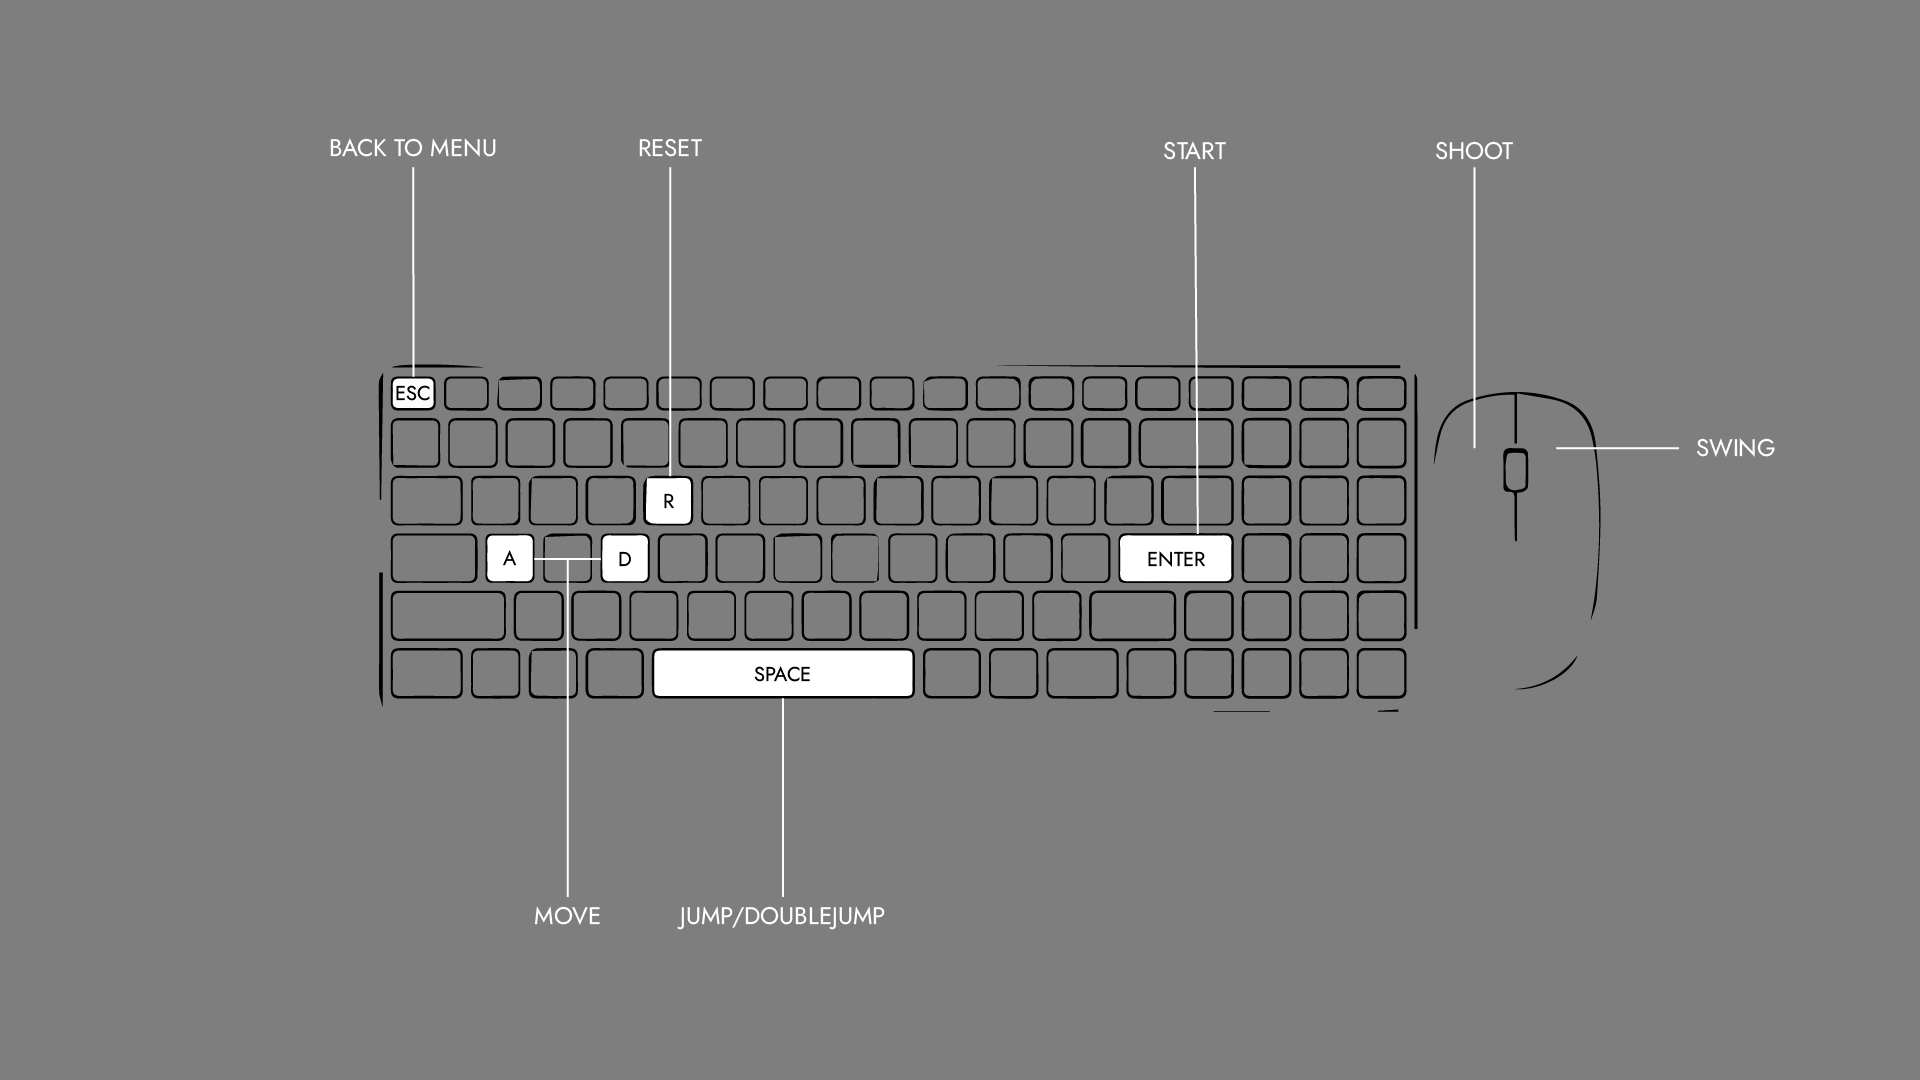 BACK TO MENU
RESET
START
SHOOT
ESC
SWING
R
A
D
ENTER
SPACE
MOVE
JUMP/DOUBLEJUMP